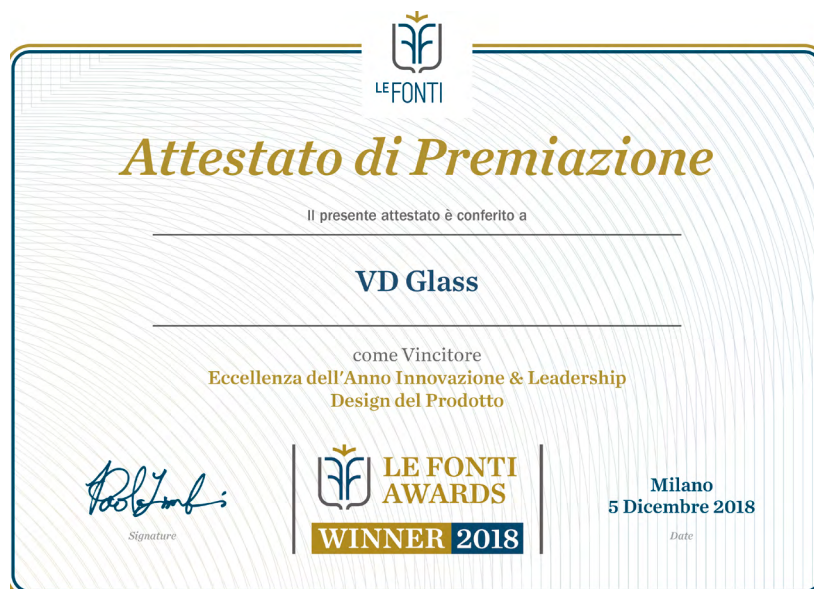 LE FONTI
Attestato di Premiazione
Il presente attestato è conferito a
VD Glass
come Vincitore
Eccellenza dell'Anno Innovazione & Leadership
Design del Prodotto
LE FONTI
AWARDS
WINNER 2018
Signature
Milano
5 Dicembre 2018
Date